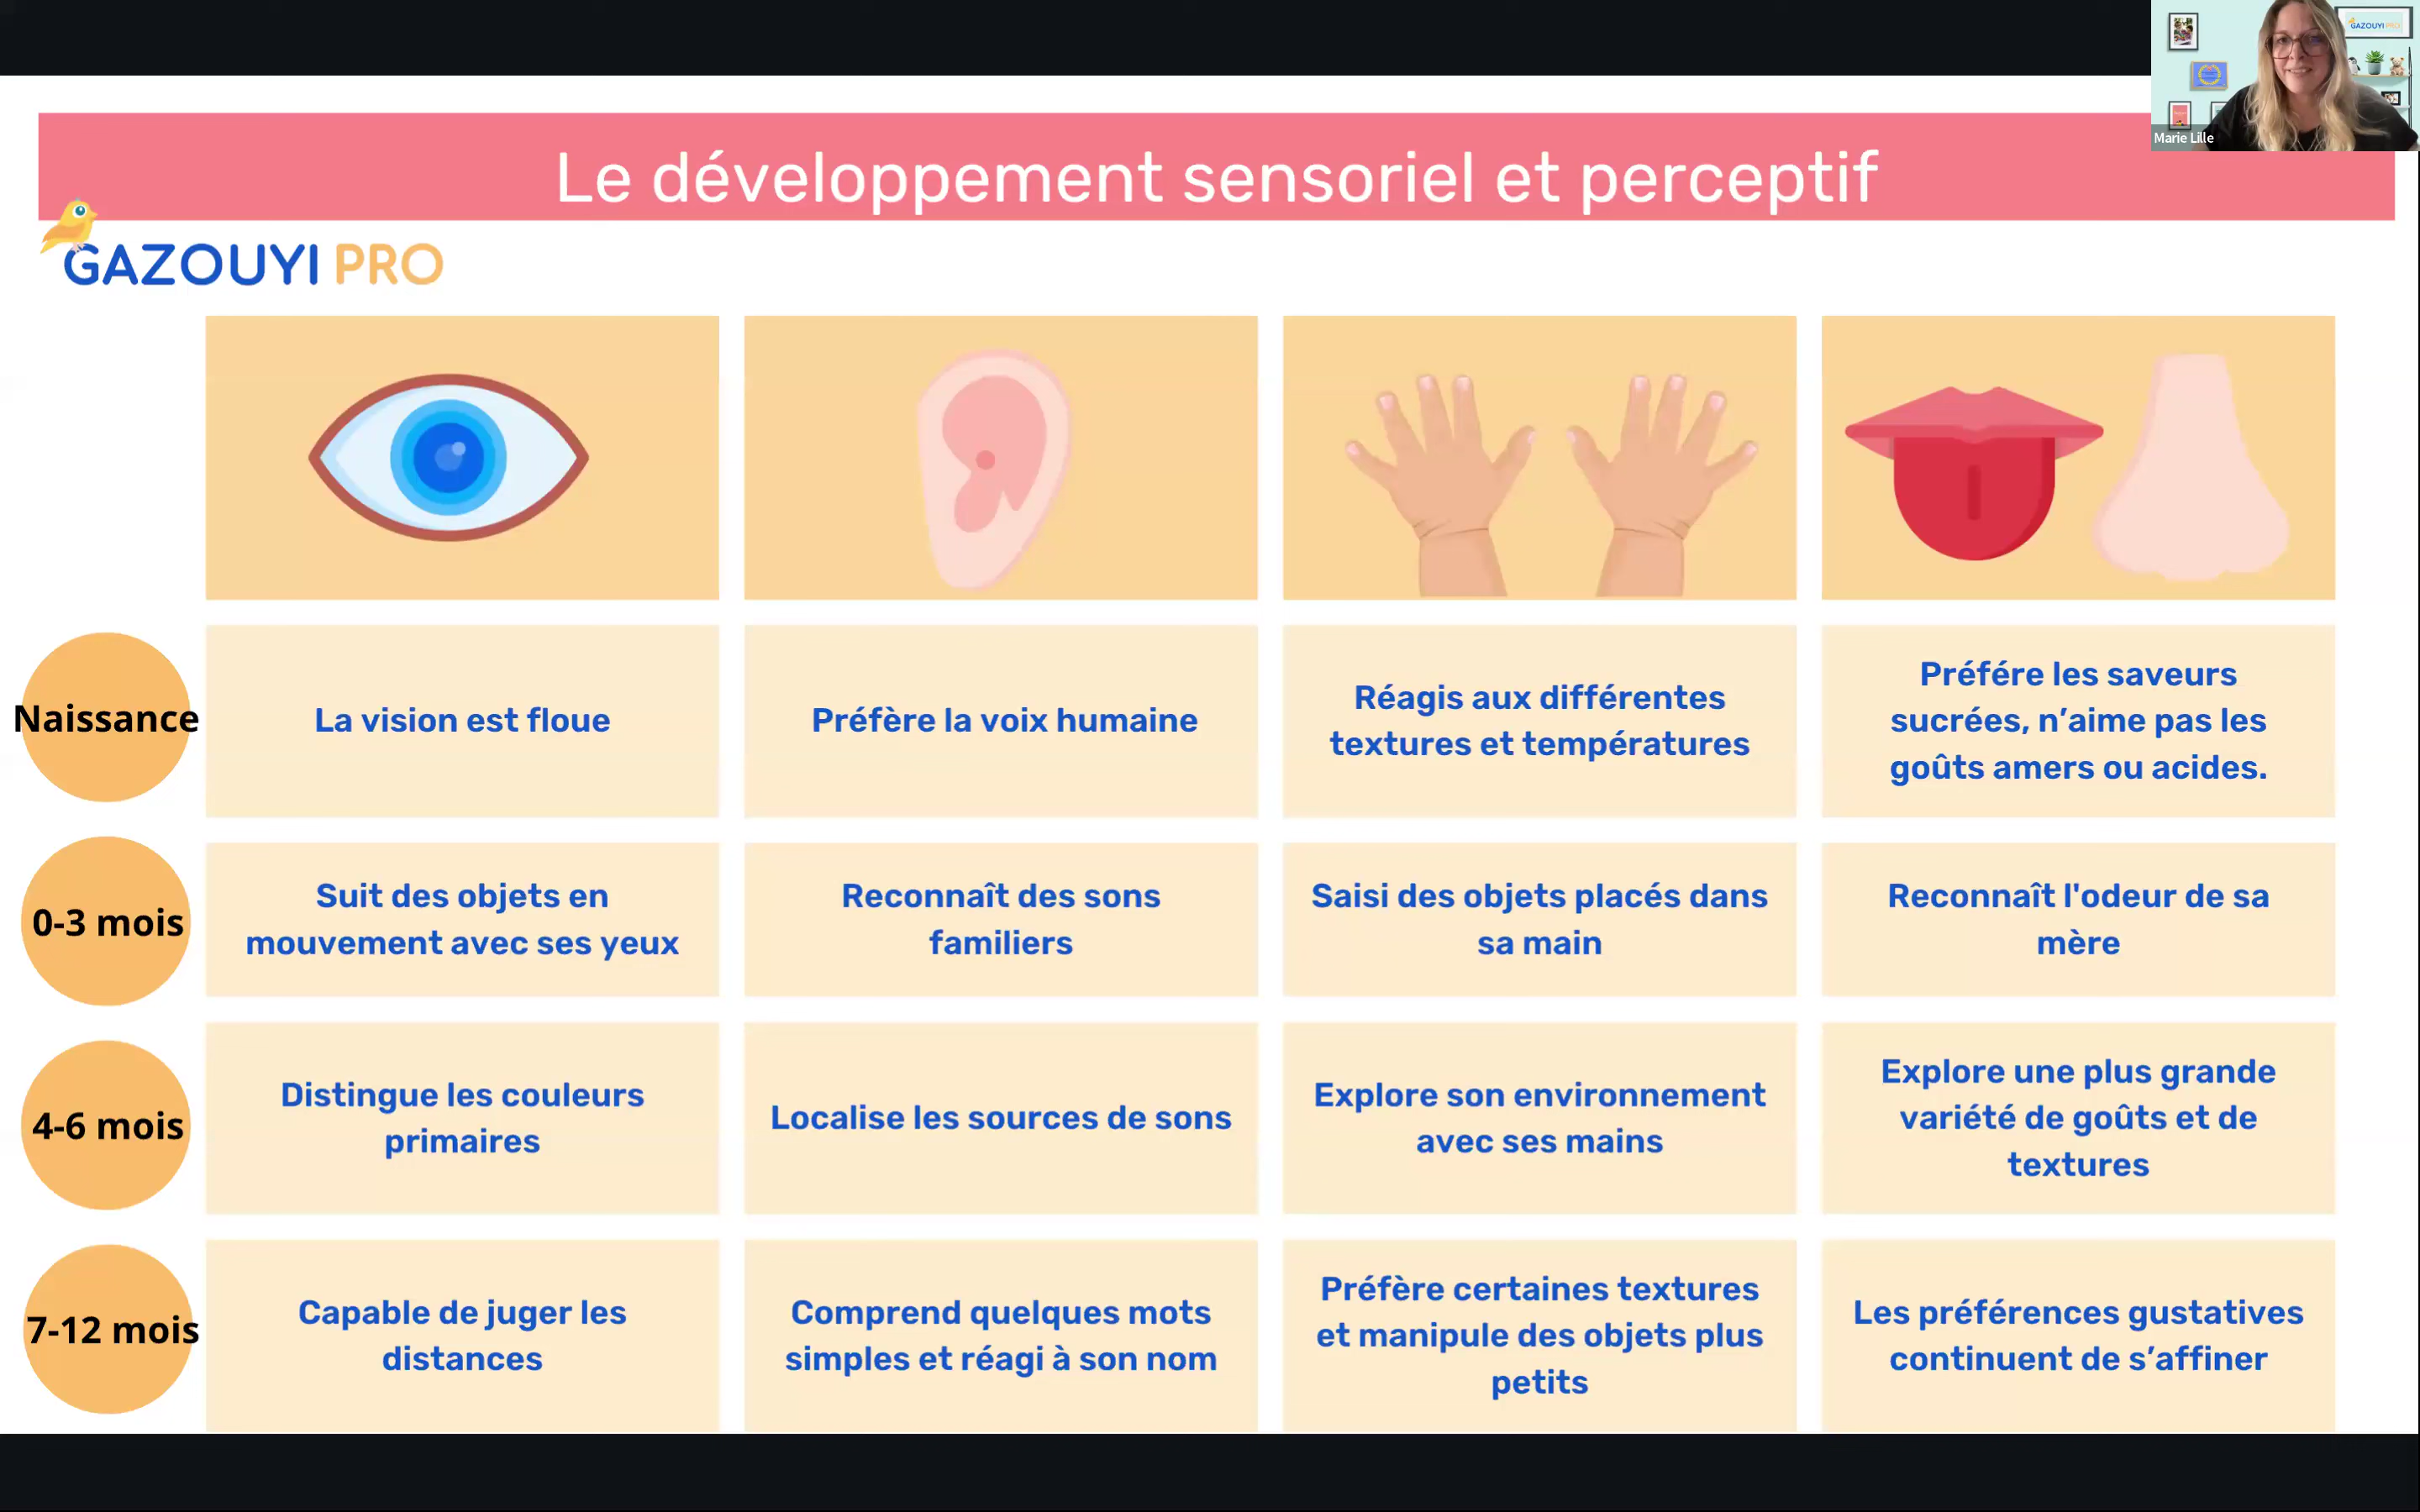 GAZOUYI PRO
Marie Lille
Le développement sensoriel et perceptif
GAZOUYI PRO
Naissance
La vision est floue
Préfère la voix humaine
Réagis aux différentes
textures et températures
Préfére les saveurs
sucrées, n’aime pas les
goûts amers ou acides.
0-3 mois
Suit des objets en
mouvement avec ses yeux
Reconnaît des sons
familiers
Saisi des objets placés dans
sa main
Reconnaît l'odeur de sa
mère
4-6 mois
Distingue les couleurs
primaires
Localise les sources de sons
Explore son environnement
avec ses mains
Explore une plus grande
variété de goûts et de
textures
7-12 mois
Capable de juger les
distances
Comprend quelques mots
simples et réagi à son nom
Préfère certaines textures
et manipule des objets plus
petits
Les préférences gustatives
continuent de s’affiner